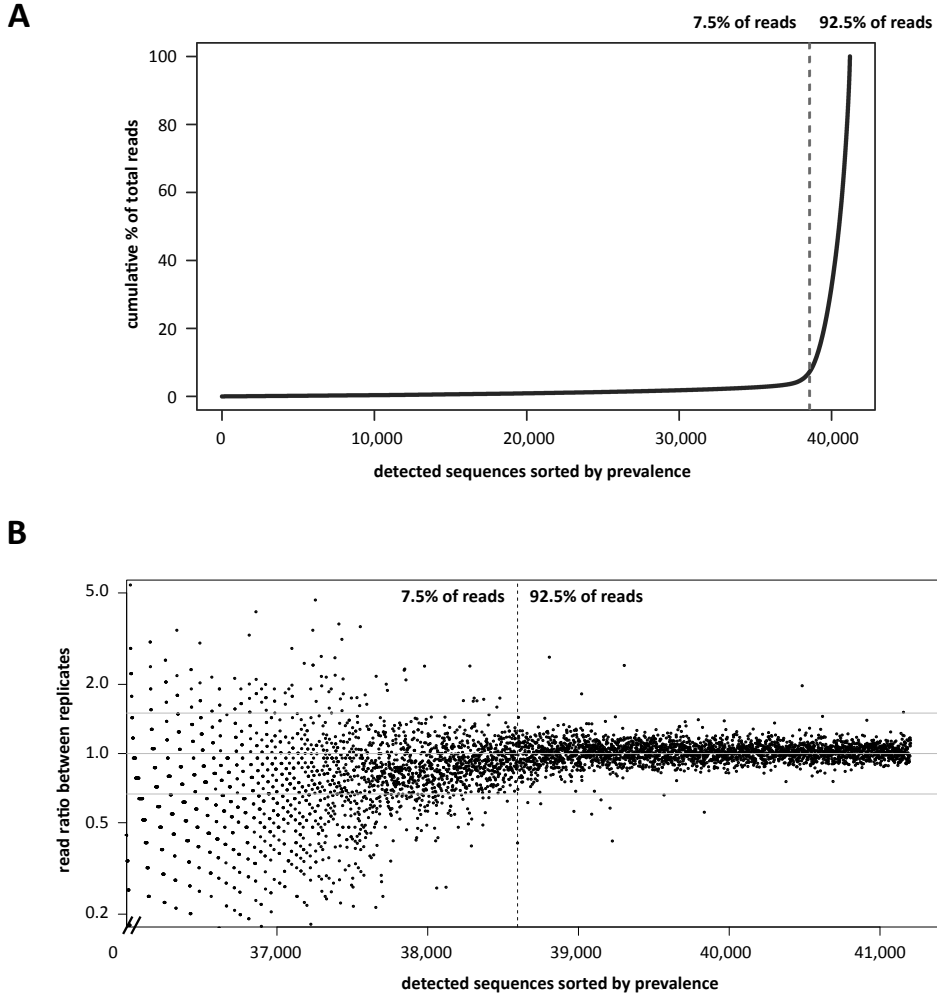 A
7.5% of reads 92.5% of reads
100
80
60
40
20
0
cumulative % of total reads
0 10,000 20,000 30,000 40,000
detected sequences sorted by prevalence
B
7.5% of reads 92.5% of reads
5.0
2.0
1.0
0.5
0.2
read ratio between replicates
0 37,000 38,000 39,000 40,000 41,000
detected sequences sorted by prevalence